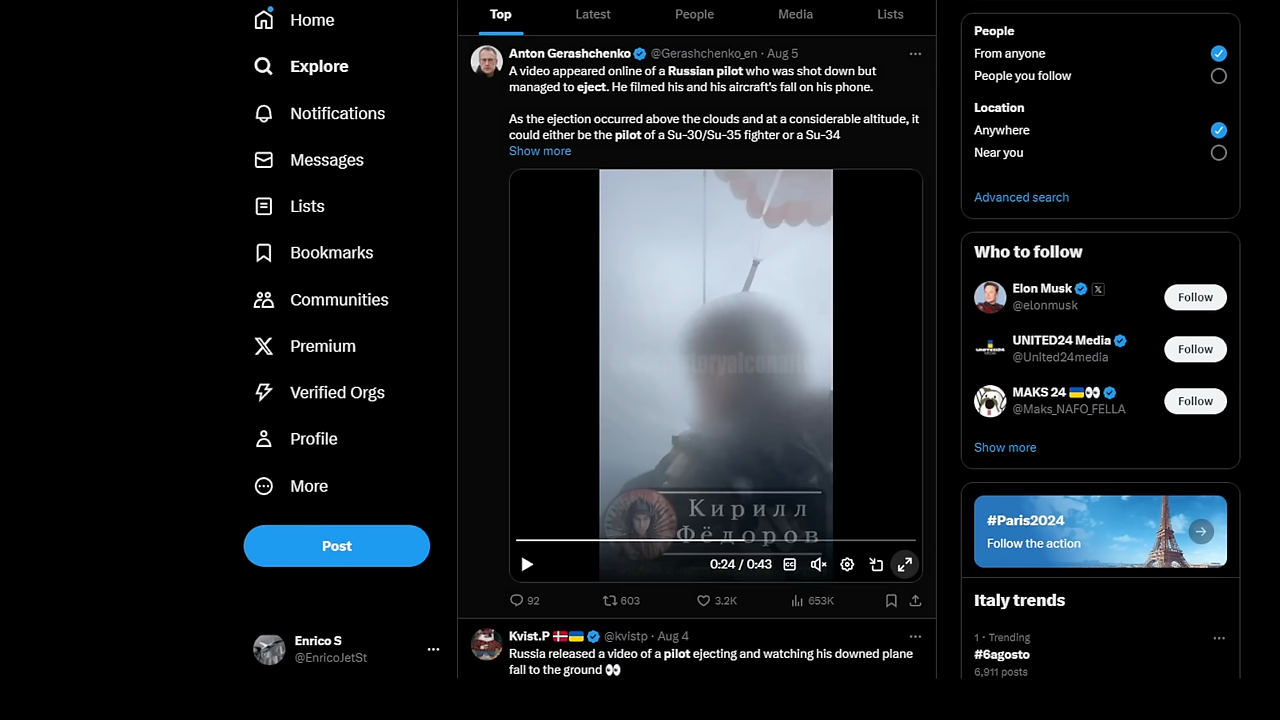 Home
Explore
Notifications
Messages
Lists
Bookmarks
Communities
Premium
Verified Orgs
Profile
More
Post
Enrico S
@EnricoJetSt
Top Latest People Media Lists
Anton Gerashchenko @Gerashchenko_en · Aug 5
A video appeared online of a Russian pilot who was shot down but
managed to eject. He filmed his and his aircraft's fall on his phone.
As the ejection occurred above the clouds and at a considerable altitude, it
could either be the pilot of a Su-30/Su-35 fighter or a Su-34
Show more
Кирилл
Фёдоров
0:24 / 0:43
92 603 3.2K 653K
Kvist.P @kvistp · Aug 4
Russia released a video of a pilot ejecting and watching his downed plane
fall to the ground 👀
People
From anyone
People you follow
Location
Anywhere
Near you
Advanced search
Who to follow
Elon Musk
@elonmusk
Follow
UNITED24 Media
@United24media
Follow
MAKS 24 🇺🇦👀
@Maks_NAFO_FELLA
Follow
Show more
#Paris2024
Follow the action
Italy trends
1 · Trending
#6agosto
6,911 posts